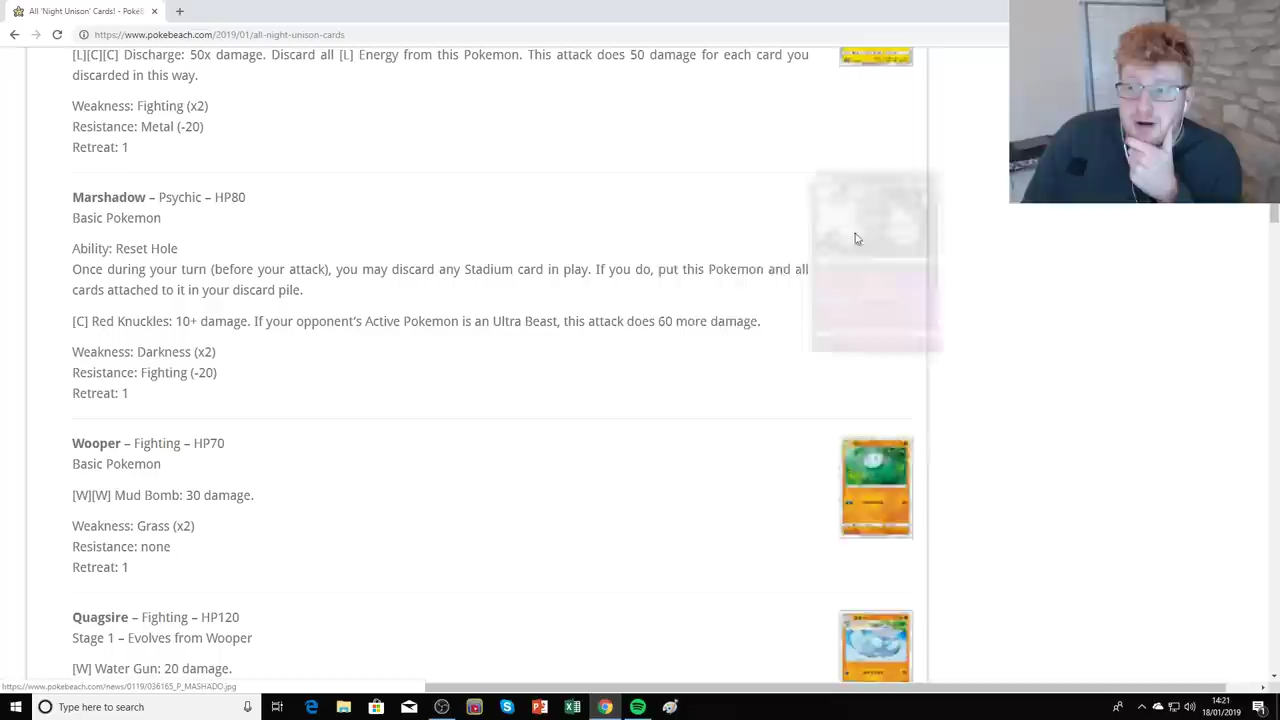 All 'Night Unison' Cards! - Poké
https://www.pokebeach.com/2019/01/all-night-unison-cards
[L][C][C] Discharge: 50x damage. Discard all [L] Energy from this Pokemon. This attack does 50 damage for each card you
discarded in this way.
Weakness: Fighting (x2)
Resistance: Metal (-20)
Retreat: 1
Marshadow – Psychic – HP80
Basic Pokemon
Ability: Reset Hole
Once during your turn (before your attack), you may discard any Stadium card in play. If you do, put this Pokemon and all
cards attached to it in your discard pile.
[C] Red Knuckles: 10+ damage. If your opponent's Active Pokemon is an Ultra Beast, this attack does 60 more damage.
Weakness: Darkness (x2)
Resistance: Fighting (-20)
Retreat: 1
Wooper – Fighting – HP70
Basic Pokemon
[W][W] Mud Bomb: 30 damage.
Weakness: Grass (x2)
Resistance: none
Retreat: 1
Quagsire – Fighting – HP120
Stage 1 – Evolves from Wooper
[W] Water Gun: 20 damage.
https://www.pokebeach.com/news/0119/036165_P_MASHADO.jpg
Type here to search
14:21
18/01/2019